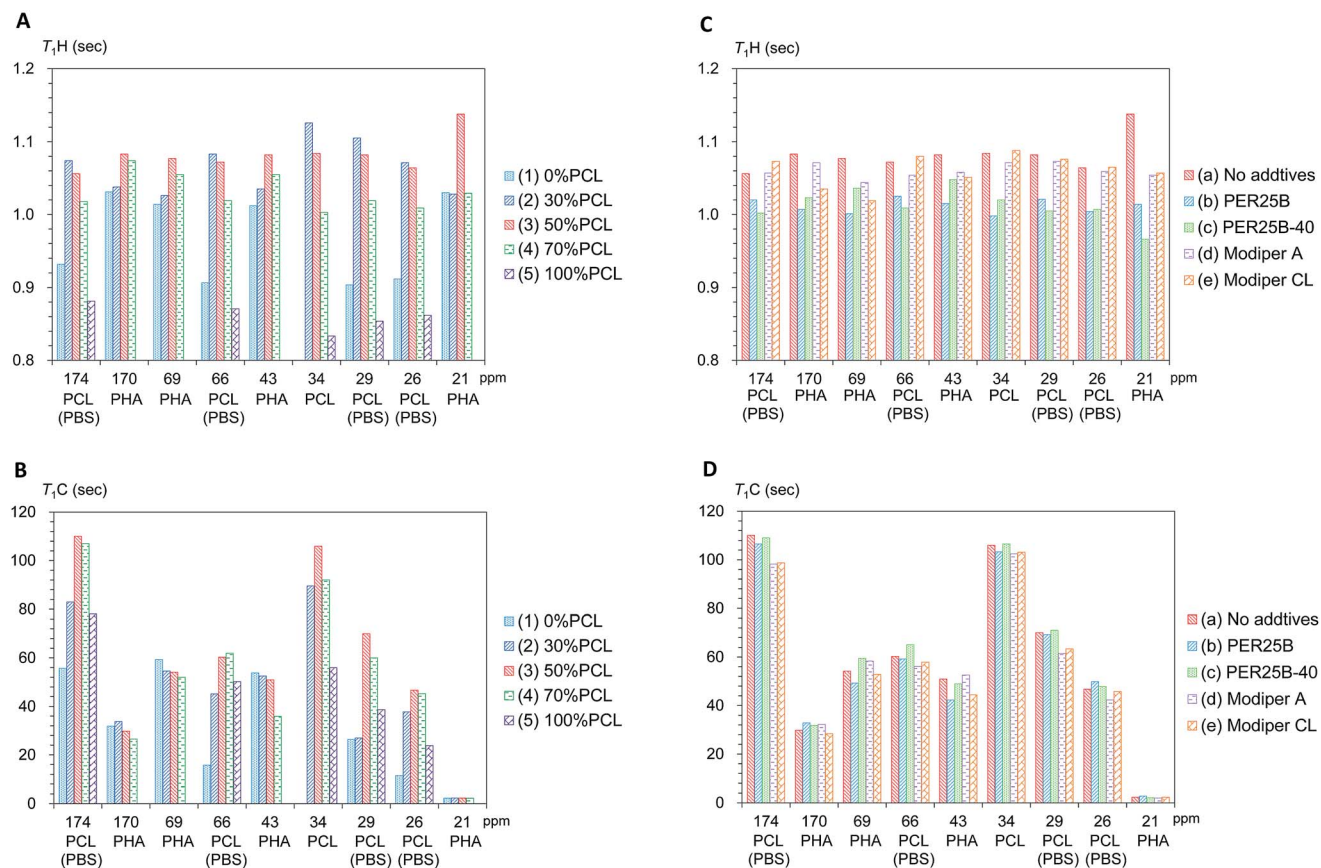 A
T₁H (sec)
1.2
1.1
1.0
0.9
0.8
174 170 69 66 43 34 29 26 21 ppm
PCL PHA PHA PCL PHA PCL PCL PCL PHA
(PBS) (PBS) (PBS) (PBS)
(1) 0%PCL
(2) 30%PCL
(3) 50%PCL
(4) 70%PCL
(5) 100%PCL
C
T₁H (sec)
1.2
1.1
1.0
0.9
0.8
174 170 69 66 43 34 29 26 21 ppm
PCL PHA PHA PCL PHA PCL PCL PCL PHA
(PBS) (PBS) (PBS) (PBS)
(a) No addtives
(b) PER25B
(c) PER25B-40
(d) Modiper A
(e) Modiper CL
B
T₁C (sec)
120
100
80
60
40
20
0
174 170 69 66 43 34 29 26 21 ppm
PCL PHA PHA PCL PHA PCL PCL PCL PHA
(PBS) (PBS) (PBS) (PBS)
(1) 0%PCL
(2) 30%PCL
(3) 50%PCL
(4) 70%PCL
(5) 100%PCL
D
T₁C (sec)
120
100
80
60
40
20
0
174 170 69 66 43 34 29 26 21 ppm
PCL PHA PHA PCL PHA PCL PCL PCL PHA
(PBS) (PBS) (PBS) (PBS)
(a) No addtives
(b) PER25B
(c) PER25B-40
(d) Modiper A
(e) Modiper CL